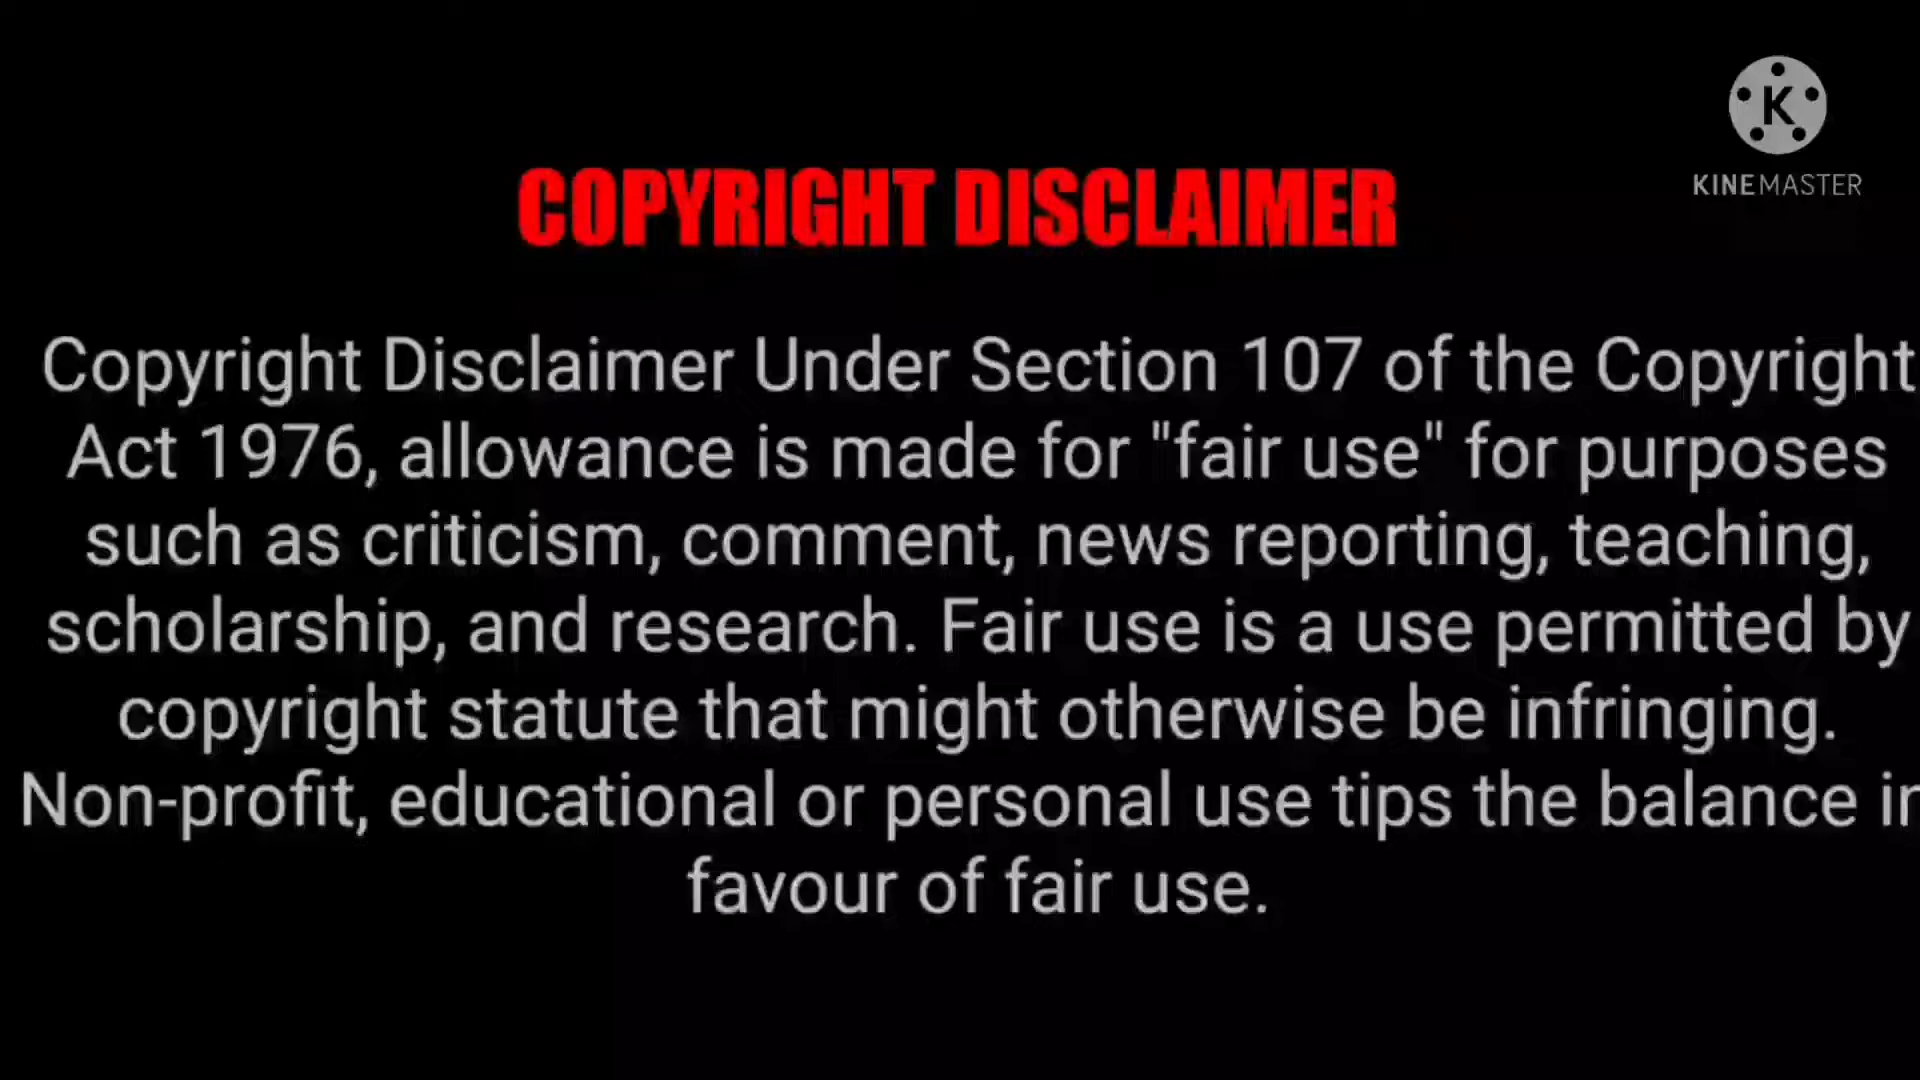 K
KINEMASTER
COPYRIGHT DISCLAIMER
Copyright Disclaimer Under Section 107 of the Copyright
Act 1976, allowance is made for "fair use" for purposes
such as criticism, comment, news reporting, teaching,
scholarship, and research. Fair use is a use permitted by
copyright statute that might otherwise be infringing.
Non-profit, educational or personal use tips the balance in
favour of fair use.